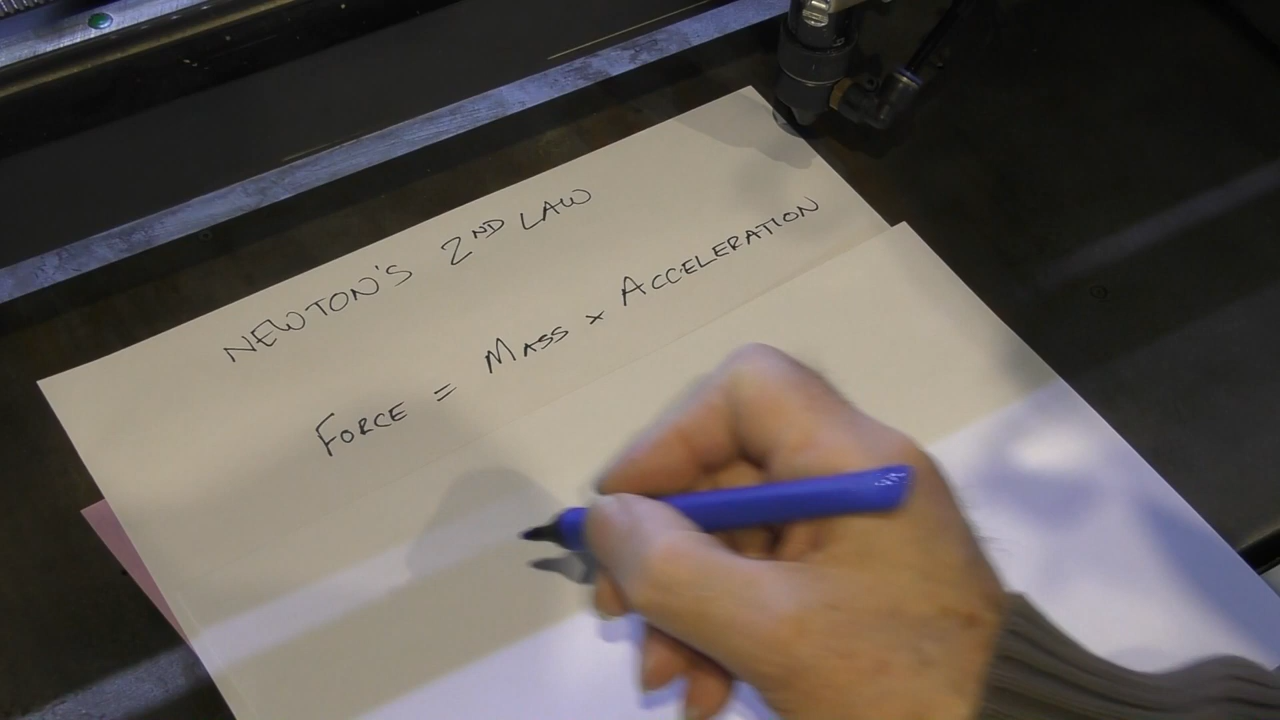 NEWTON'S 2ND LAW
FORCE = MASS × ACCELERATION